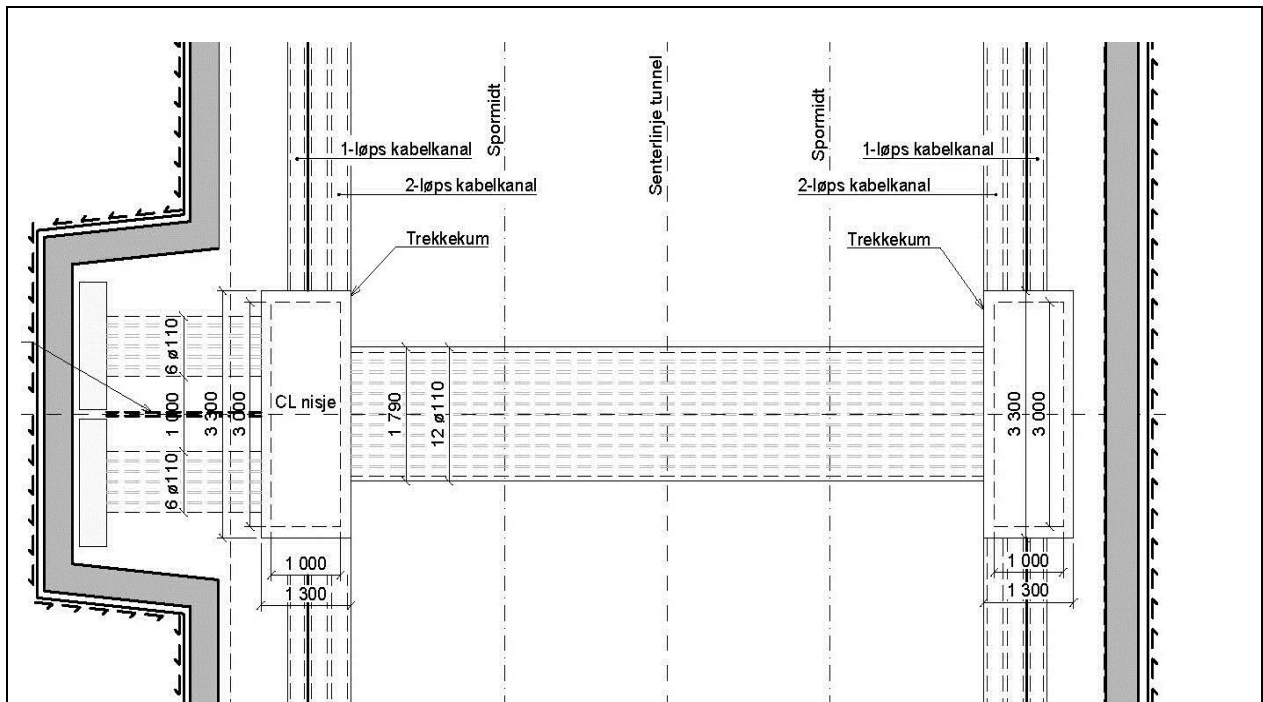 Spormidt
Senterlinje tunnel
Spormidt
1-løps kabelkanal
1-løps kabelkanal
2-løps kabelkanal
2-løps kabelkanal
Trekkekum
Trekkekum
6 ø110
1 000
6 ø110
3 300
3 000
CL nisje
1 790
12 ø110
3 300
3 000
1 000
1 300
1 000
1 300